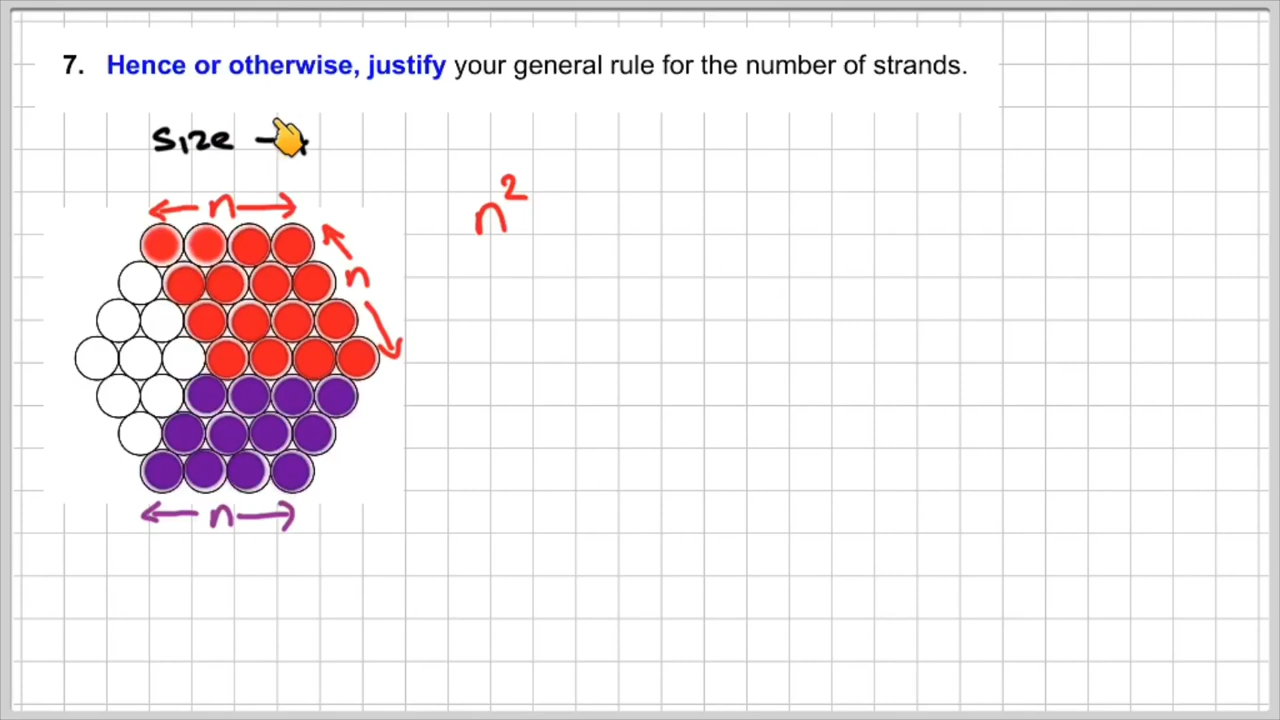 7. Hence or otherwise, justify your general rule for the number of strands.
Size
n
n²
n
n